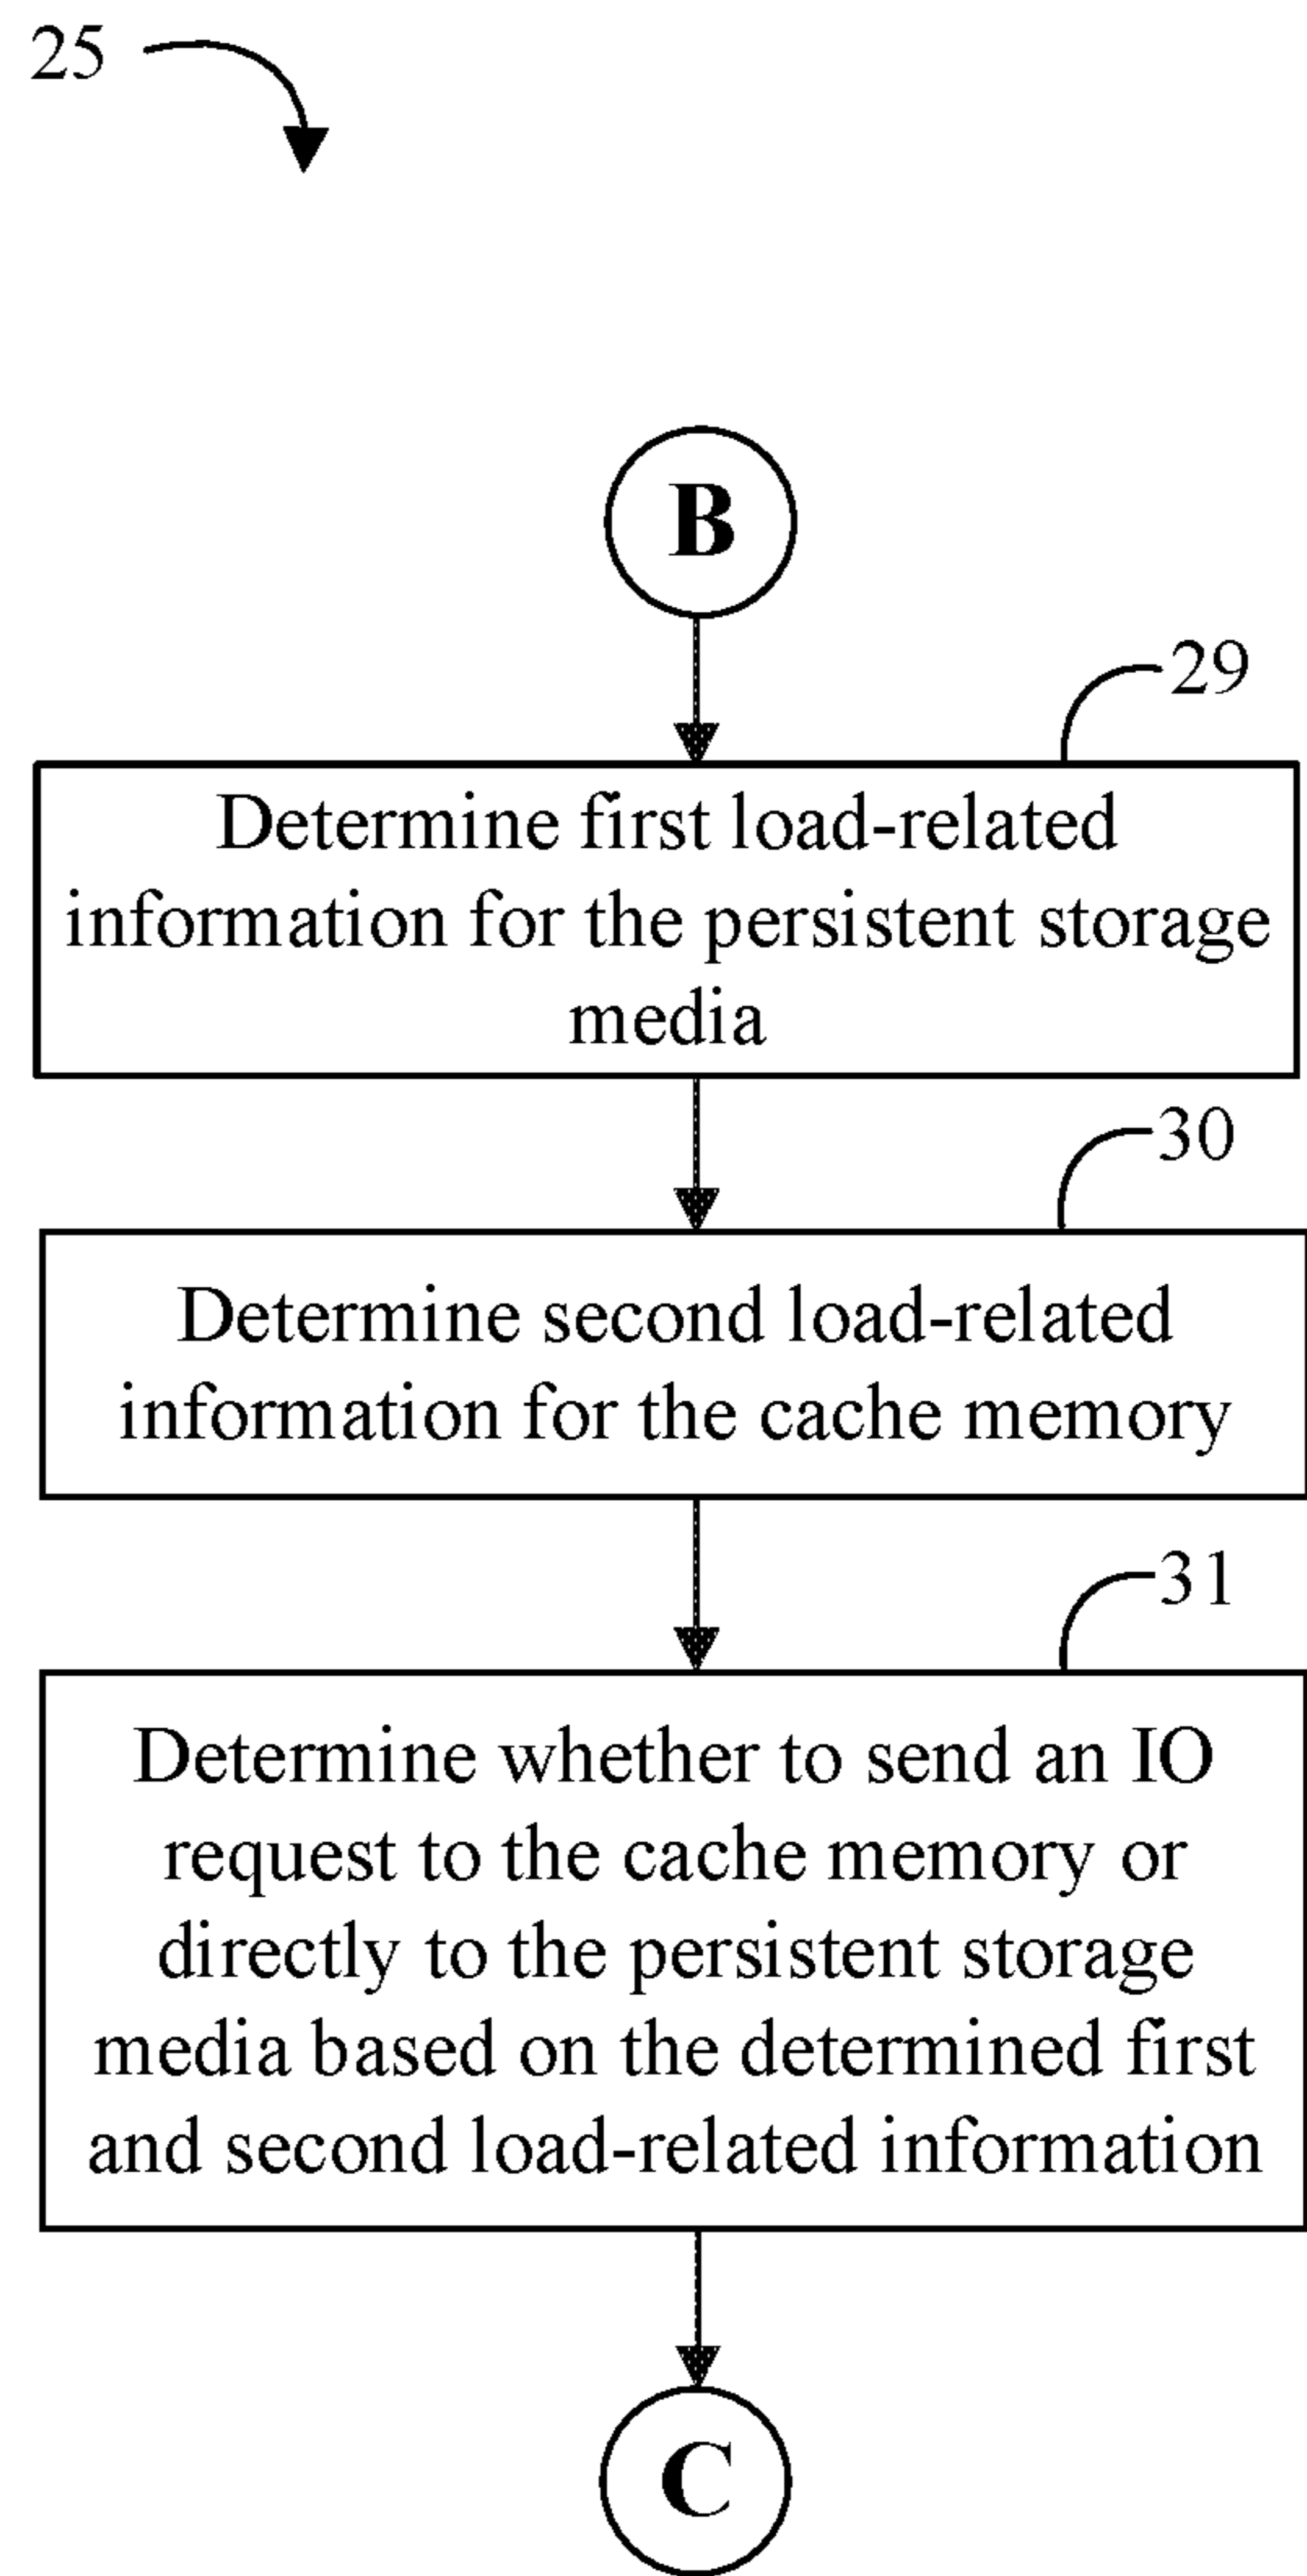 25
B
29
Determine first load-related
information for the persistent storage
media
30
Determine second load-related
information for the cache memory
31
Determine whether to send an IO
request to the cache memory or
directly to the persistent storage
media based on the determined first
and second load-related information
C